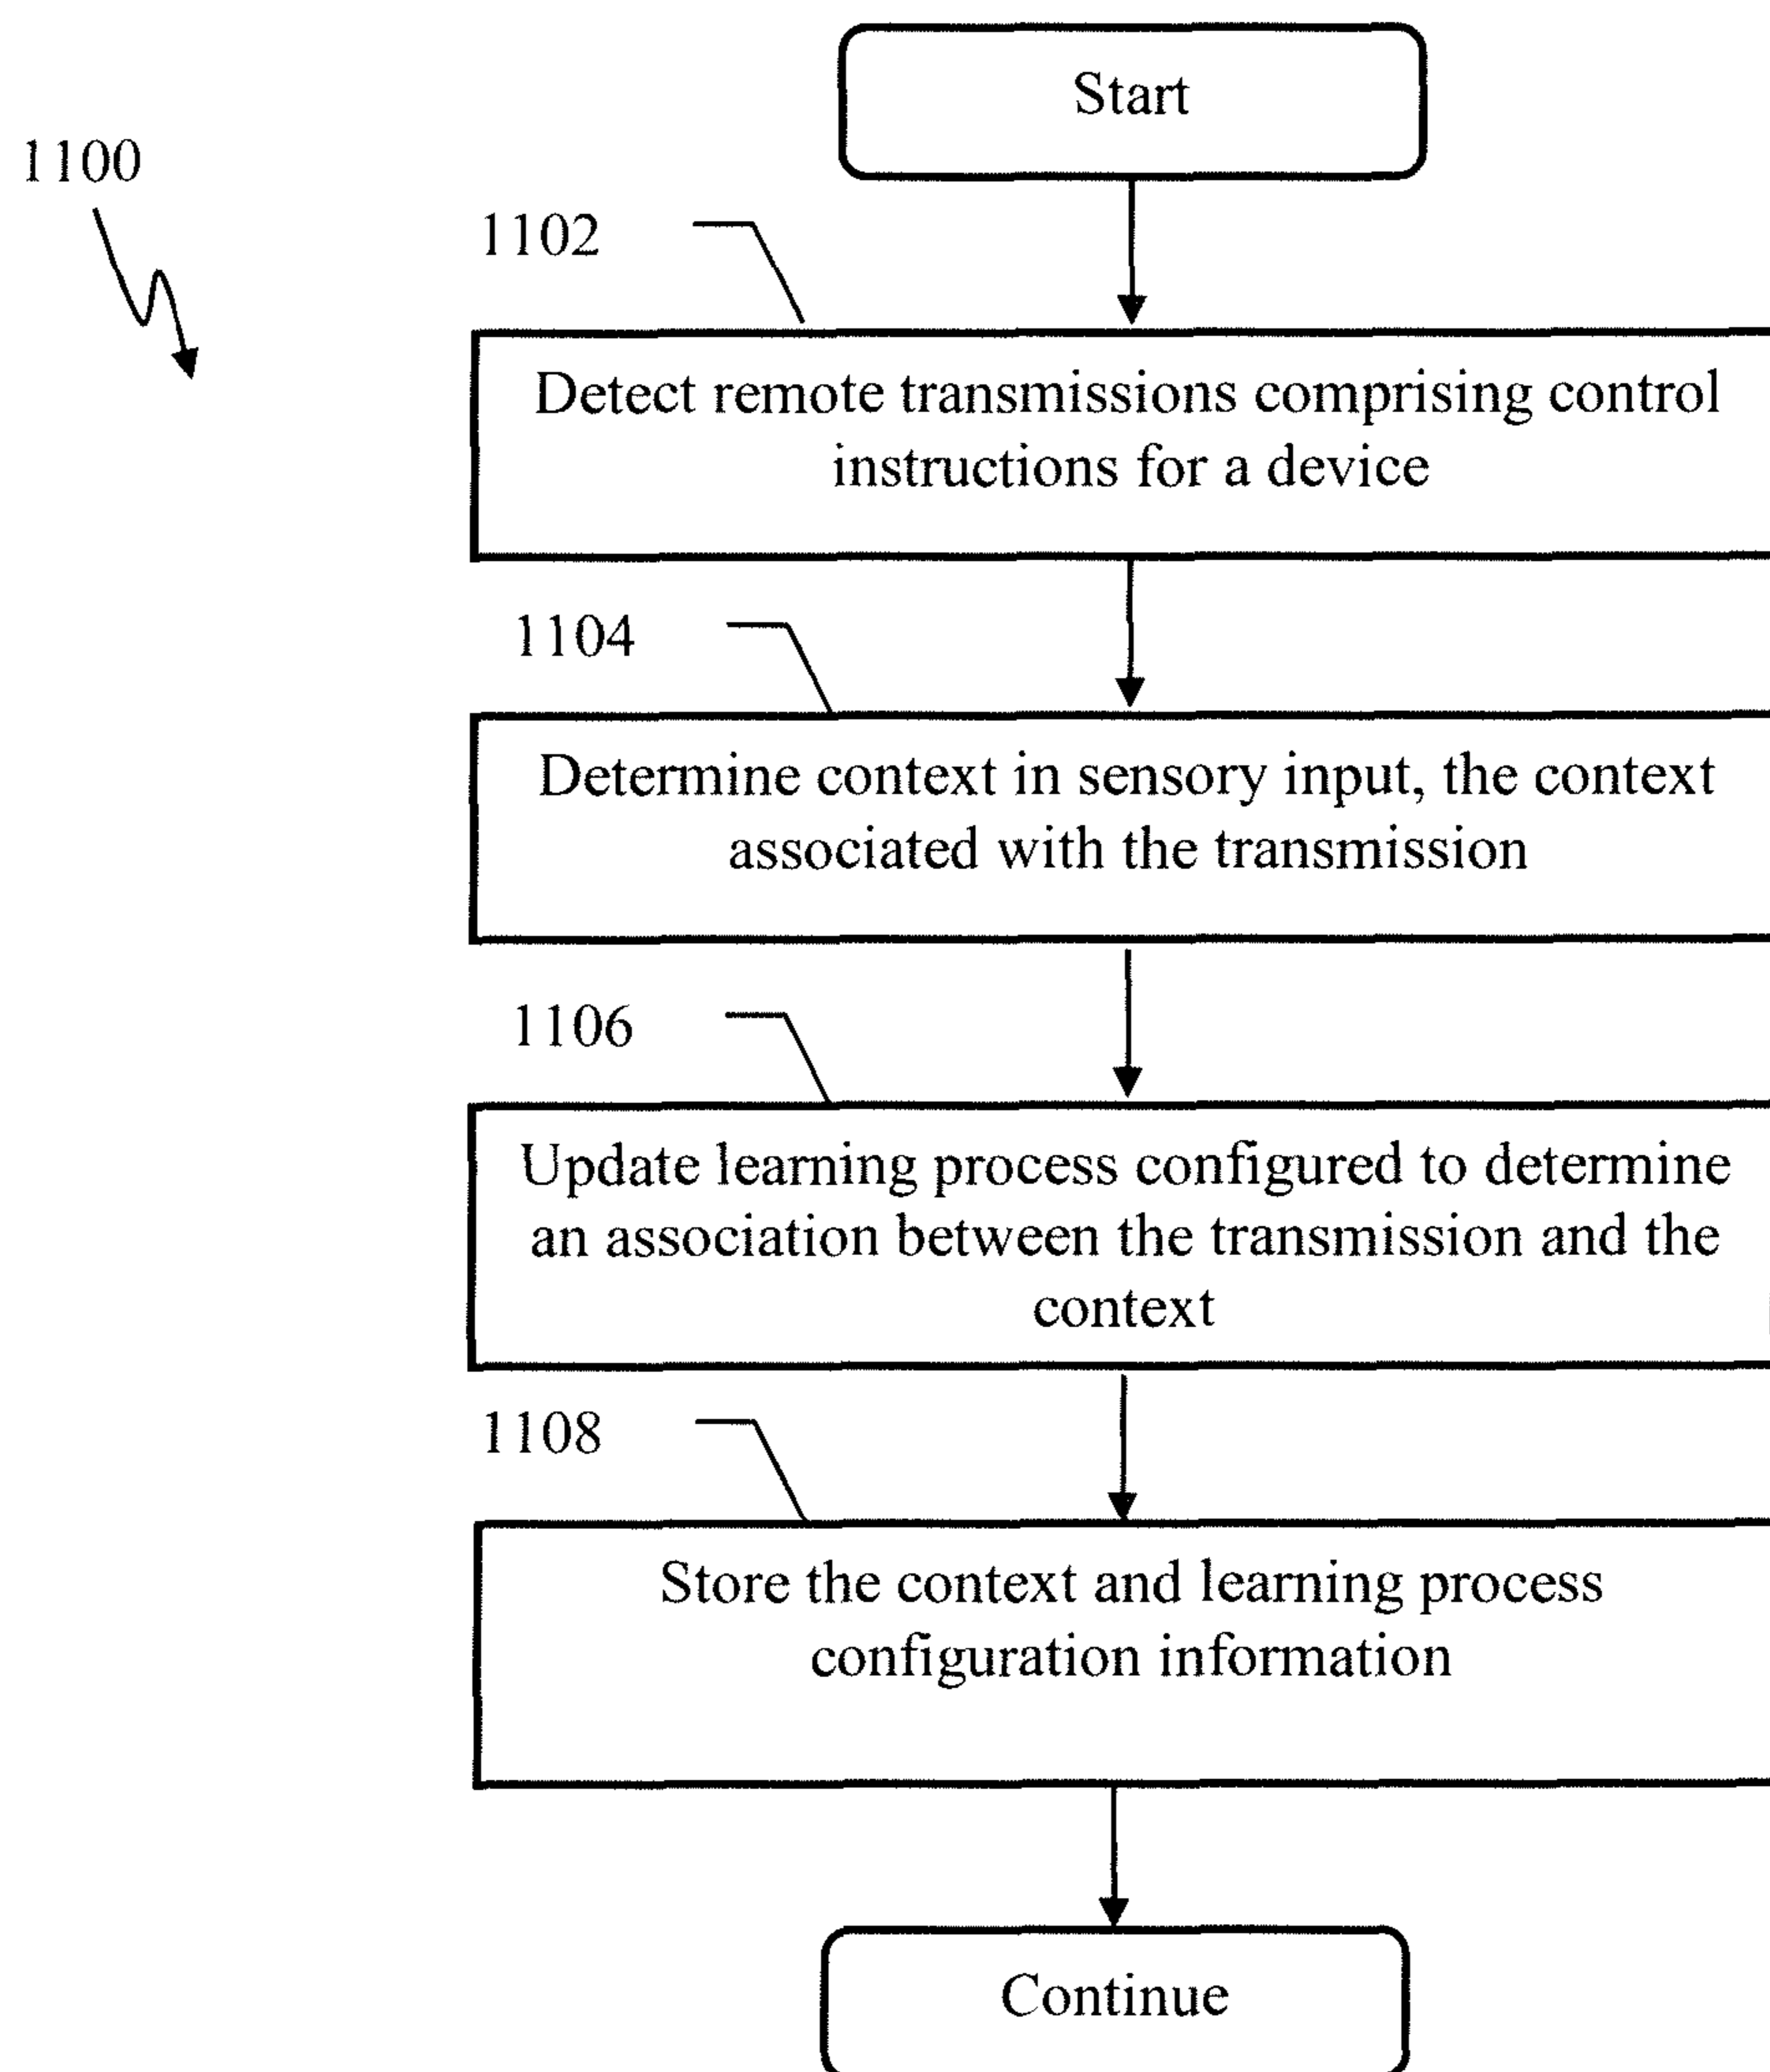 Start
1100
1102
Detect remote transmissions comprising control
instructions for a device
1104
Determine context in sensory input, the context
associated with the transmission
1106
Update learning process configured to determine
an association between the transmission and the
context
1108
Store the context and learning process
configuration information
Continue